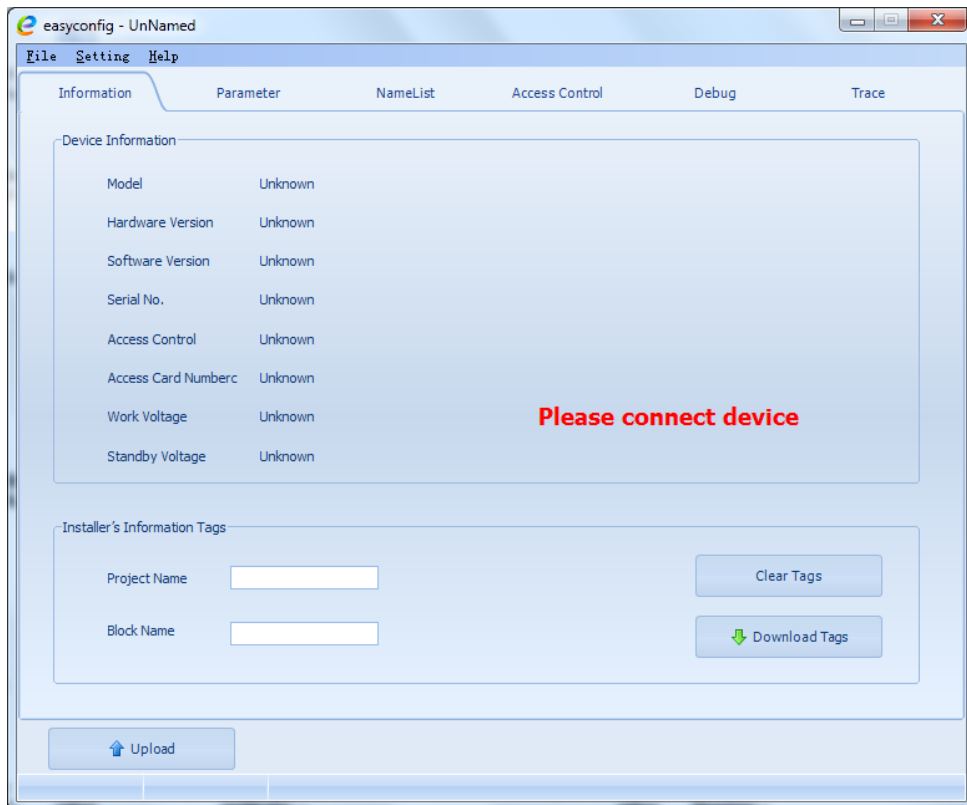 easyconfig - UnNamed
File Setting Help
Information Parameter NameList Access Control Debug Trace
Device Information
Model Unknown
Hardware Version Unknown
Software Version Unknown
Serial No. Unknown
Access Control Unknown
Access Card Numberc Unknown
Work Voltage Unknown
Please connect device
Standby Voltage Unknown
Installer's Information Tags
Project Name
Clear Tags
Block Name
Download Tags
Upload